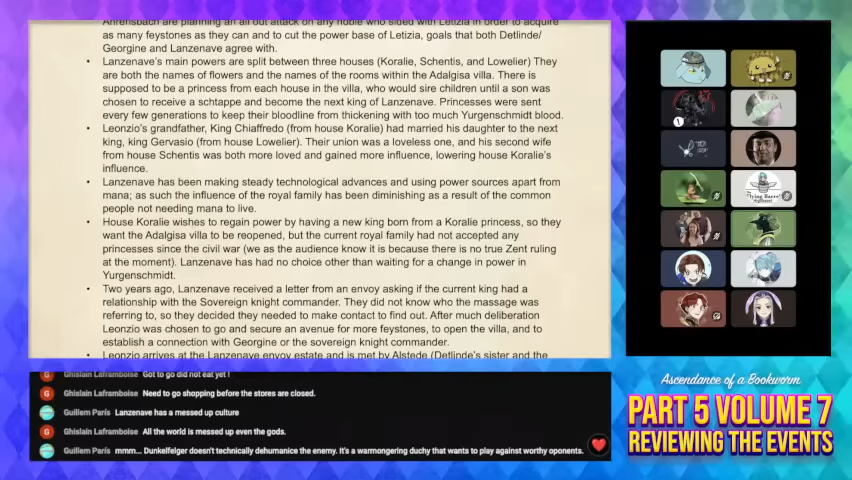 Ahrensbach are planning an all out attack on any noble who sided with Letizia in order to acquire
as many feystones as they can and to cut the power base of Letizia, goals that both Detlinde/
Georgine and Lanzenave agree with.
• Lanzenave's main powers are split between three houses (Koralie, Schentis, and Lowelier) They
are both the names of flowers and the names of the rooms within the Adalgisa villa. There is
supposed to be a princess from each house in the villa, who would sire children until a son was
chosen to receive a schtappe and become the next king of Lanzenave. Princesses were sent
every few generations to keep their bloodline from thickening with too much Yurgenschmidt blood.
• Leonzio's grandfather, King Chiaffredo (from house Koralie) had married his daughter to the next
king, king Gervasio (from house Lowelier). Their union was a loveless one, and his second wife
from house Schentis was both more loved and gained more influence, lowering house Koralie's
influence.
• Lanzenave has been making steady technological advances and using power sources apart from
mana; as such the influence of the royal family has been diminishing as a result of the common
people not needing mana to live.
• House Koralie wishes to regain power by having a new king born from a Koralie princess, so they
want the Adalgisa villa to be reopened, but the current royal family had not accepted any
princesses since the civil war (we as the audience know it is because there is no true Zent ruling
at the moment). Lanzenave has had no choice other than waiting for a change in power in
Yurgenschmidt.
• Two years ago, Lanzenave received a letter from an envoy asking if the current king had a
relationship with the Sovereign knight commander. They did not know who the massage was
referring to, so they decided they needed to make contact to find out. After much deliberation
Leonzio was chosen to go and secure an avenue for more feystones, to open the villa, and to
establish a connection with Georgine or the sovereign knight commander.
• Leonzio arrives at the Lanzenave envoy estate and is met by Alstede (Detlinde's sister and the
G Ghislain Laframboise Got to go did not eat yet !
G Ghislain Laframboise Need to go shopping before the stores are closed.
Guillem París Lanzenave has a messed up culture
G Ghislain Laframboise All the world is messed up even the gods.
Guillem París mmm... Dunkelfelger doesn't technically dehumanice the enemy. It's a warmongering duchy that wants to play against worthy oponents.
Ascendance of a Bookworm
PART 5 VOLUME 7
REVIEWING THE EVENTS